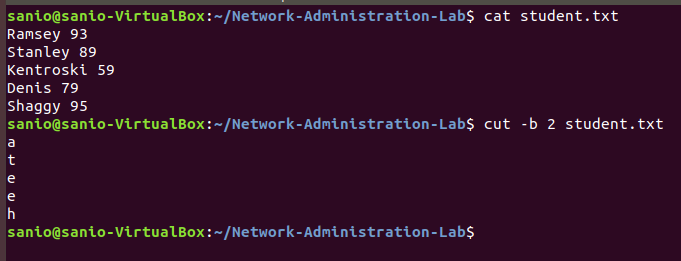 sanio@sanio-VirtualBox:~/Network-Administration-Lab$ cat student.txt
Ramsey 93
Stanley 89
Kentroski 59
Denis 79
Shaggy 95
sanio@sanio-VirtualBox:~/Network-Administration-Lab$ cut -b 2 student.txt
a
t
e
e
h
sanio@sanio-VirtualBox:~/Network-Administration-Lab$